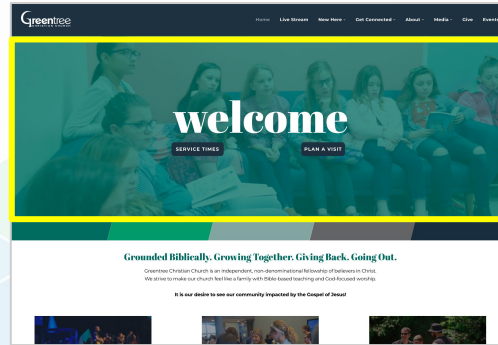 Greentree
CHRISTIAN CHURCH
Home Live Stream New Here Get Connected About Media Give Events
welcome
SERVICE TIMES PLAN A VISIT
Grounded Biblically. Growing Together. Giving Back. Going Out.
Greentree Christian Church is an independent, non-denominational fellowship of believers in Christ.
We strive to make our church feel like a family with Bible-based teaching and God-focused worship.
It is our desire to see our community impacted by the Gospel of Jesus!